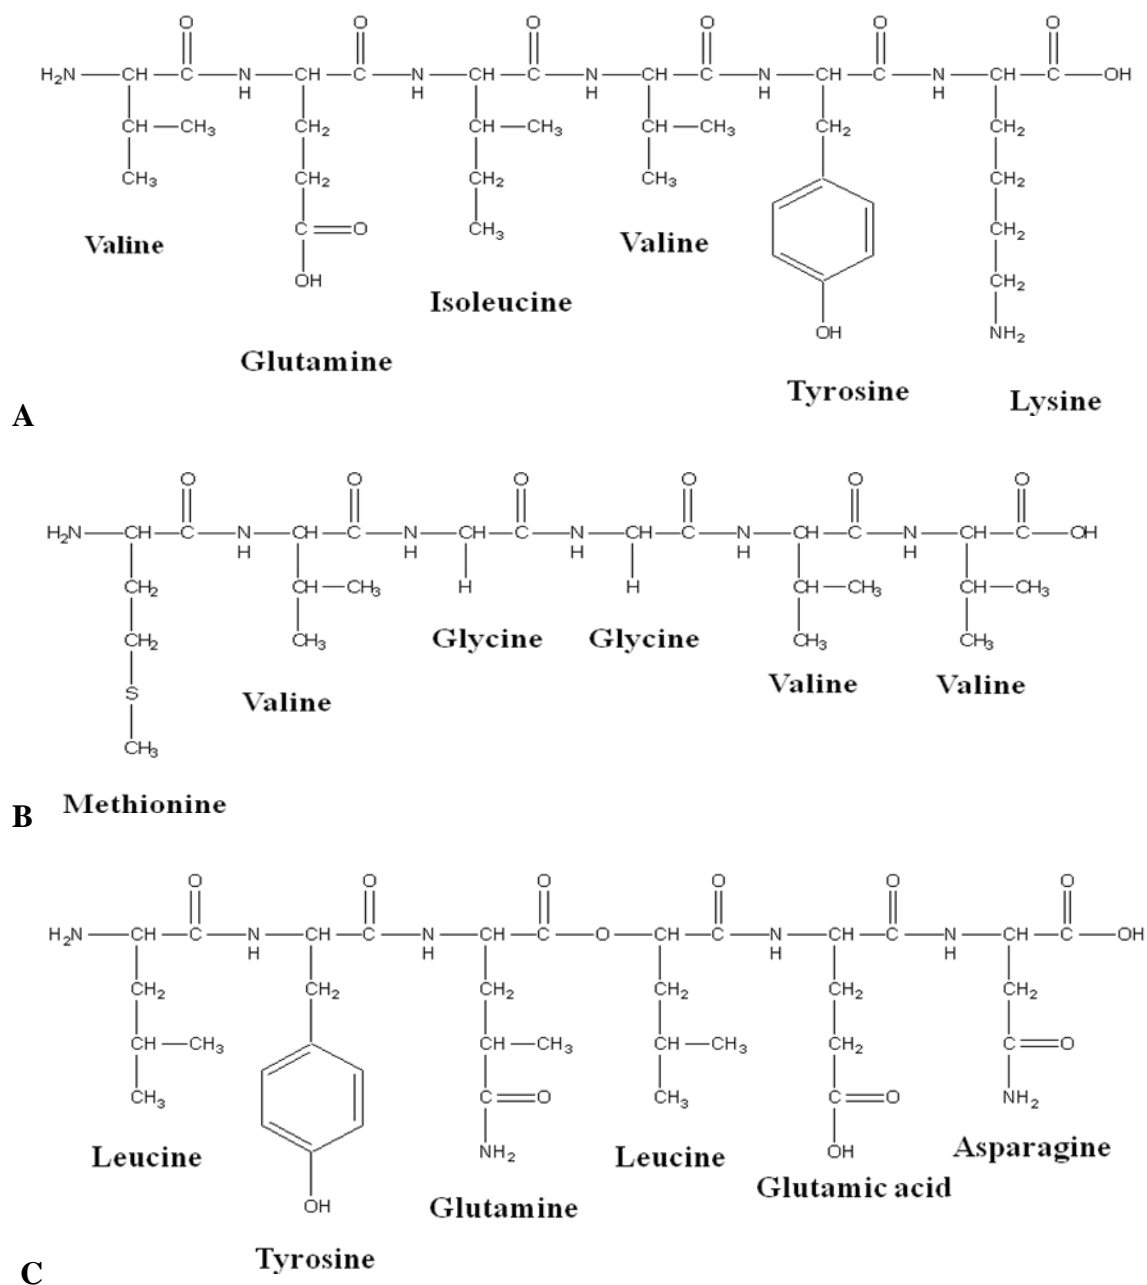 O O O O O O
H₂N CH C N H CH C N H CH C N H CH C N H CH C N H CH C OH
CH CH₃ CH₂ CH CH₃ CH CH₃ CH₂ CH₂
CH₃ CH₂ CH₂ CH₃ CH₂
C O CH₃ CH₂
Valine Valine
OH CH₂
Isoleucine
OH NH₂
Glutamine
Tyrosine
Lysine
A
O O O O O O
H₂N CH C N H CH C N H CH C N H CH C N H CH C N H CH C OH
CH₂ CH CH₃ H H CH CH₃ CH CH₃
CH₂ CH₃ Glycine Glycine CH₃ CH₃
S Valine Valine Valine
CH₃
Methionine
B
O O O O O O
H₂N CH C N H CH C N H CH C O CH C N H CH C N H CH C OH
CH₂ CH₂ CH₂ CH₂ CH₂ CH₂
CH CH₃ CH CH₃ CH CH₃ CH₂ C O
CH₃ C O CH₃ C O NH₂
Leucine NH₂ Leucine OH Asparagine
Glutamic acid
OH Glutamine
Tyrosine
C